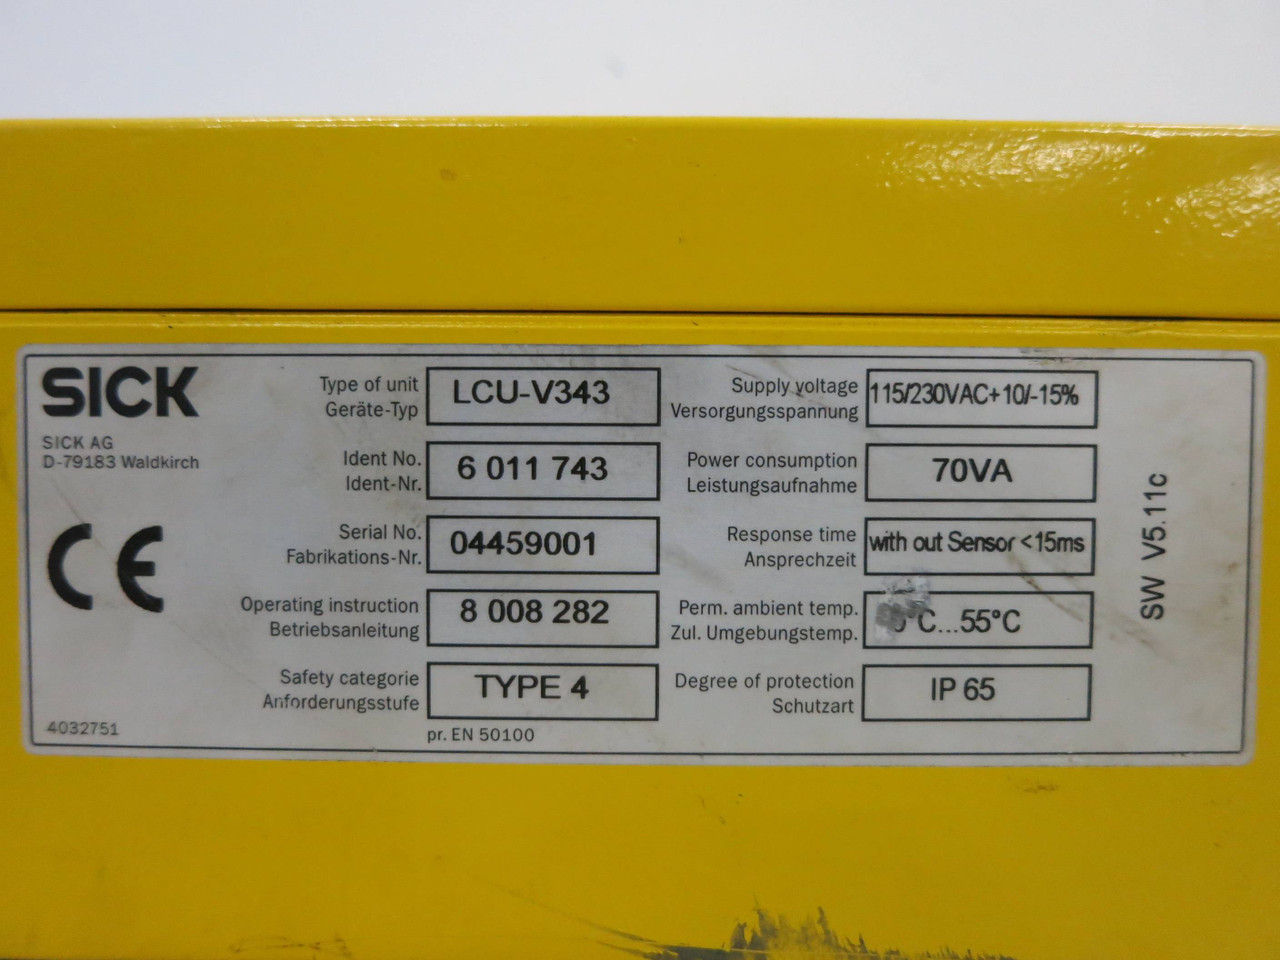 SICK
SICK AG
D-79183 Waldkirch
4032751
Type of unit
Geräte-Typ
LCU-V343
Ident No.
Ident-Nr.
6 011 743
Serial No.
Fabrikations-Nr.
04459001
Operating instruction
Betriebsanleitung
8 008 282
Safety categorie
Anforderungsstufe
TYPE 4
pr. EN 50100
Supply voltage
Versorgungsspannung
115/230VAC+10/-15%
Power consumption
Leistungsaufnahme
70VA
Response time
Ansprechzeit
with out Sensor <15ms
Perm. ambient temp.
Zul. Umgebungstemp.
°C...55°C
Degree of protection
Schutzart
IP 65
SW V5.11c
CE